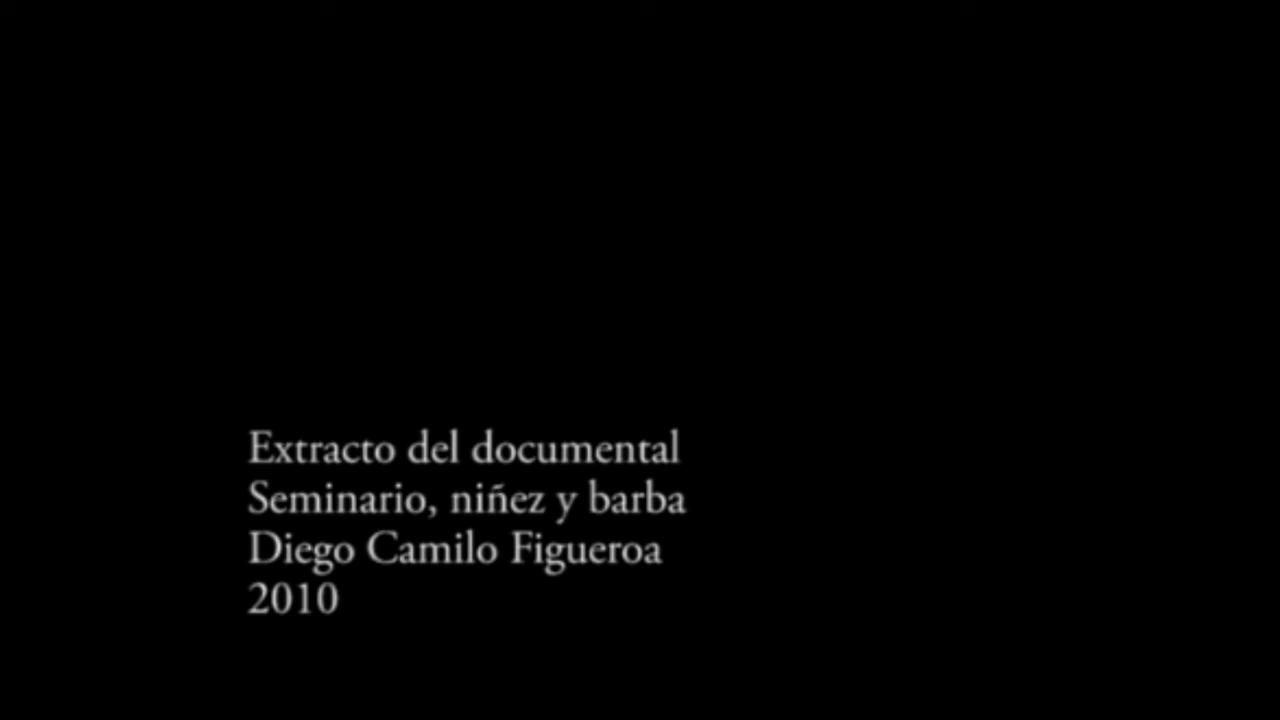 Extracto del documental
Seminario, niñez y barba
Diego Camilo Figueroa
2010